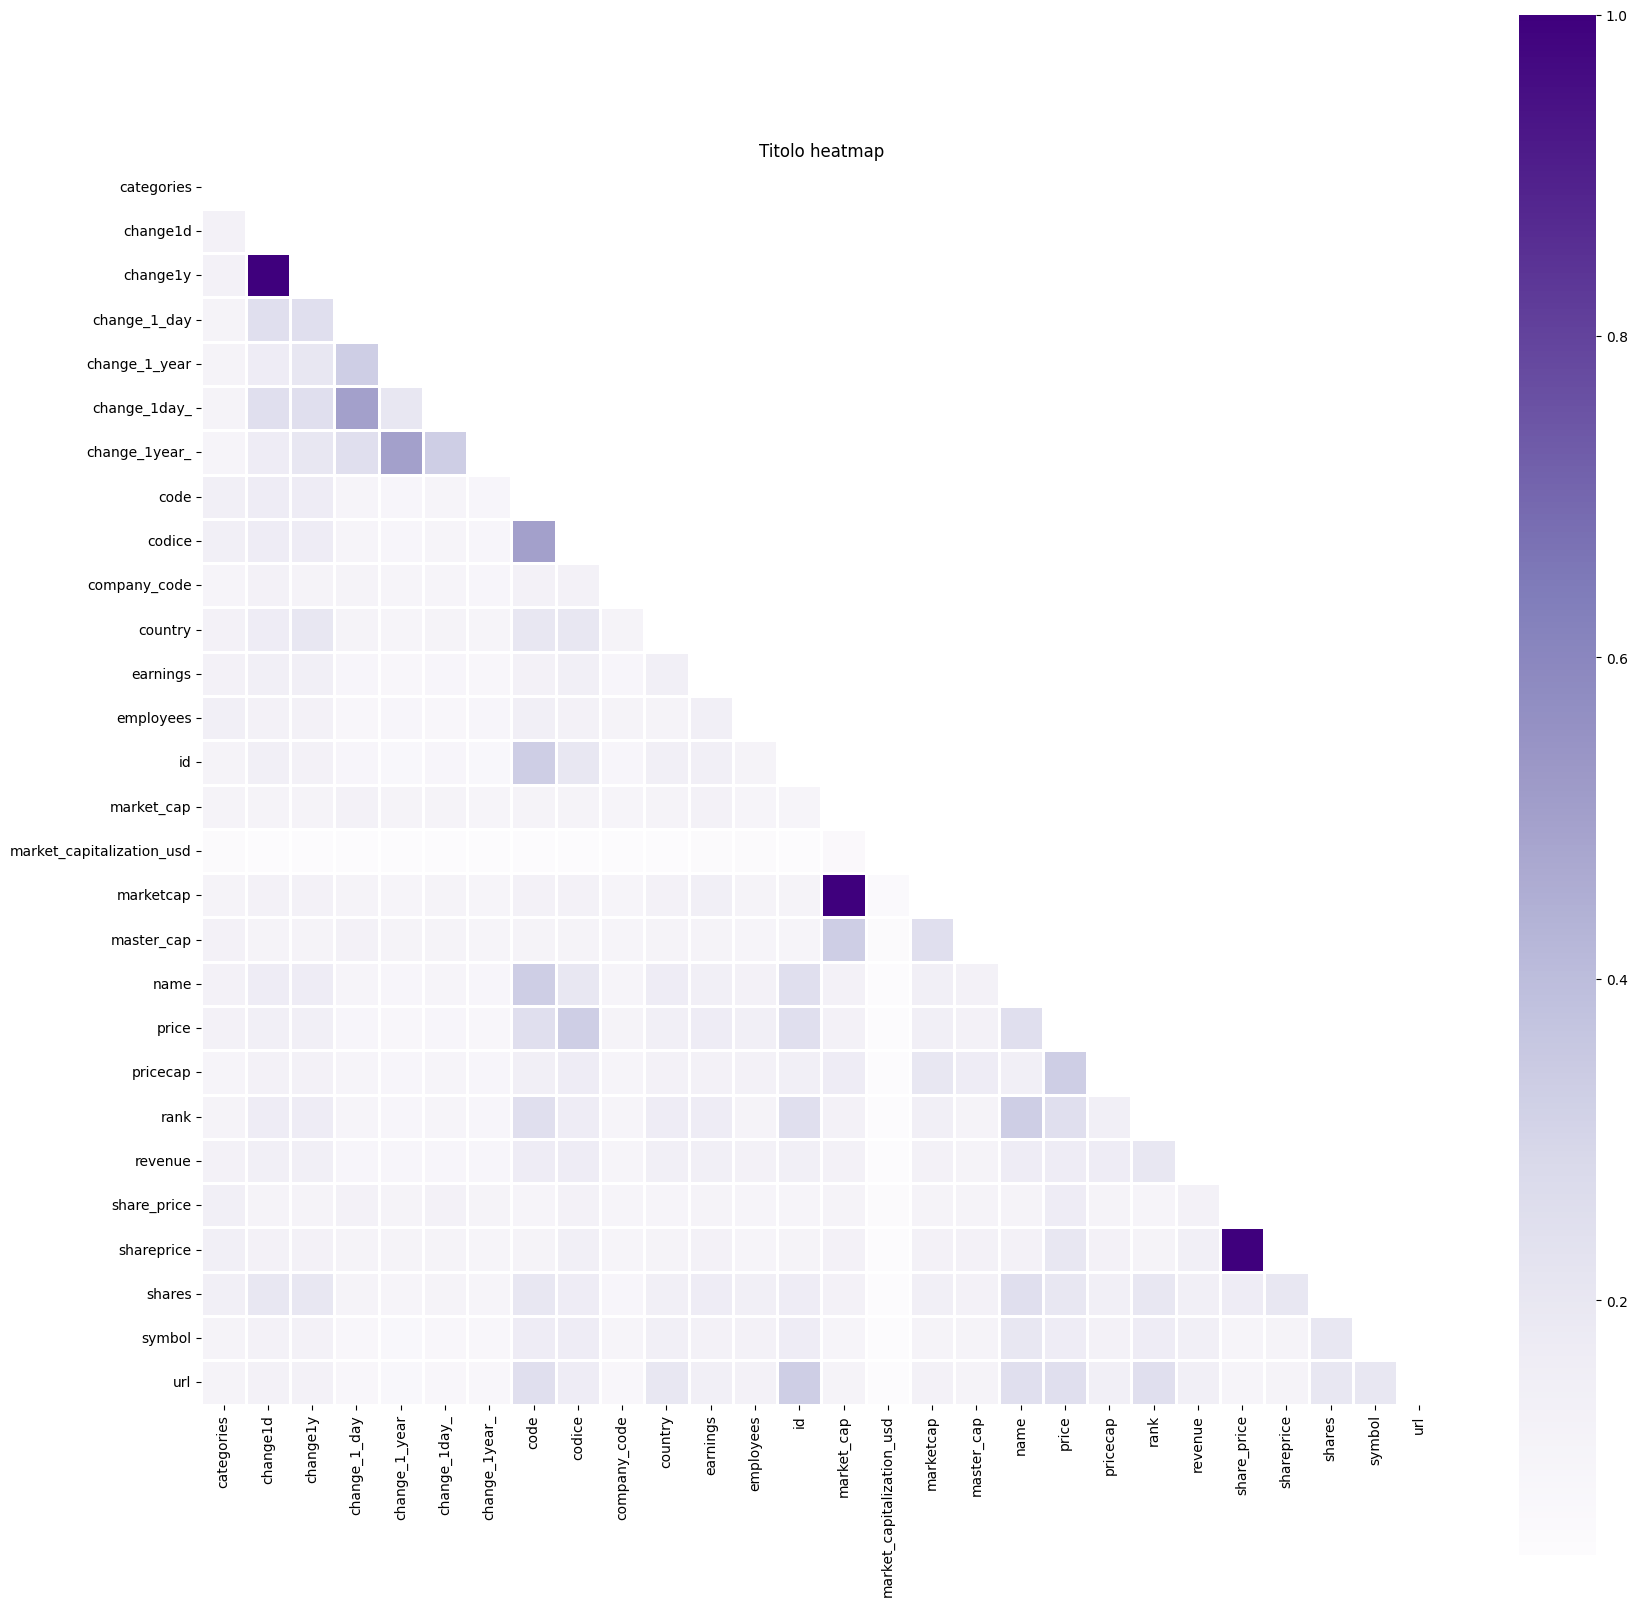 Titolo heatmap
categories
change1d
change1y
change_1_day
change_1_year
change_1day_
change_1year_
code
codice
company_code
country
earnings
employees
id
market_cap
market_capitalization_usd
marketcap
master_cap
name
price
pricecap
rank
revenue
share_price
shareprice
shares
symbol
url
categories
change1d
change1y
change_1_day
change_1_year
change_1day_
change_1year_
code
codice
company_code
country
earnings
employees
id
market_cap
market_capitalization_usd
marketcap
master_cap
name
price
pricecap
rank
revenue
share_price
shareprice
shares
symbol
url
1.0
0.8
0.6
0.4
0.2